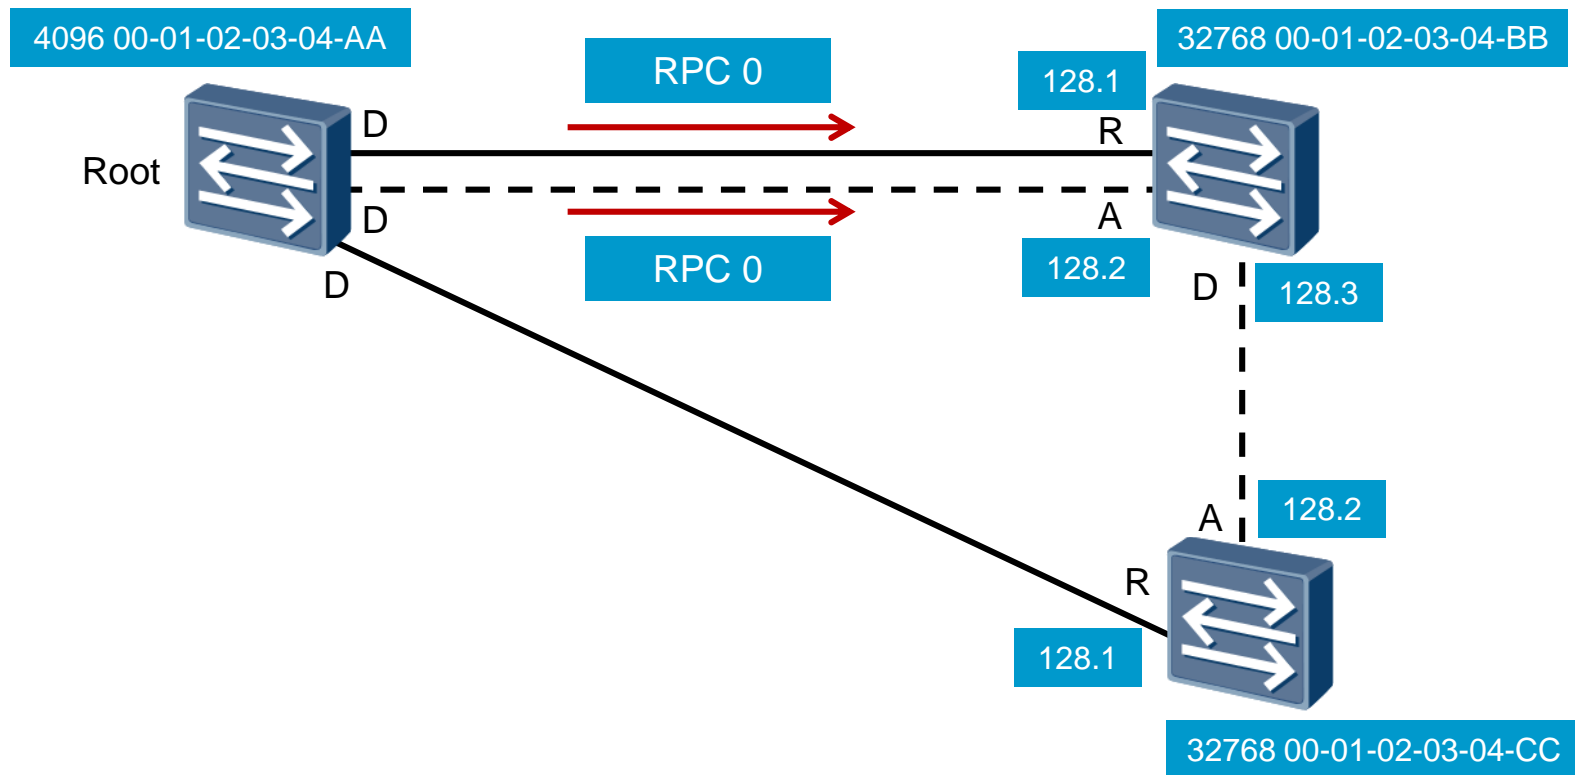 4096 00-01-02-03-04-AA
32768 00-01-02-03-04-BB
RPC 0
128.1
D
R
Root
D
A
RPC 0
128.2
D
D
128.3
128.2
A
R
128.1
32768 00-01-02-03-04-CC